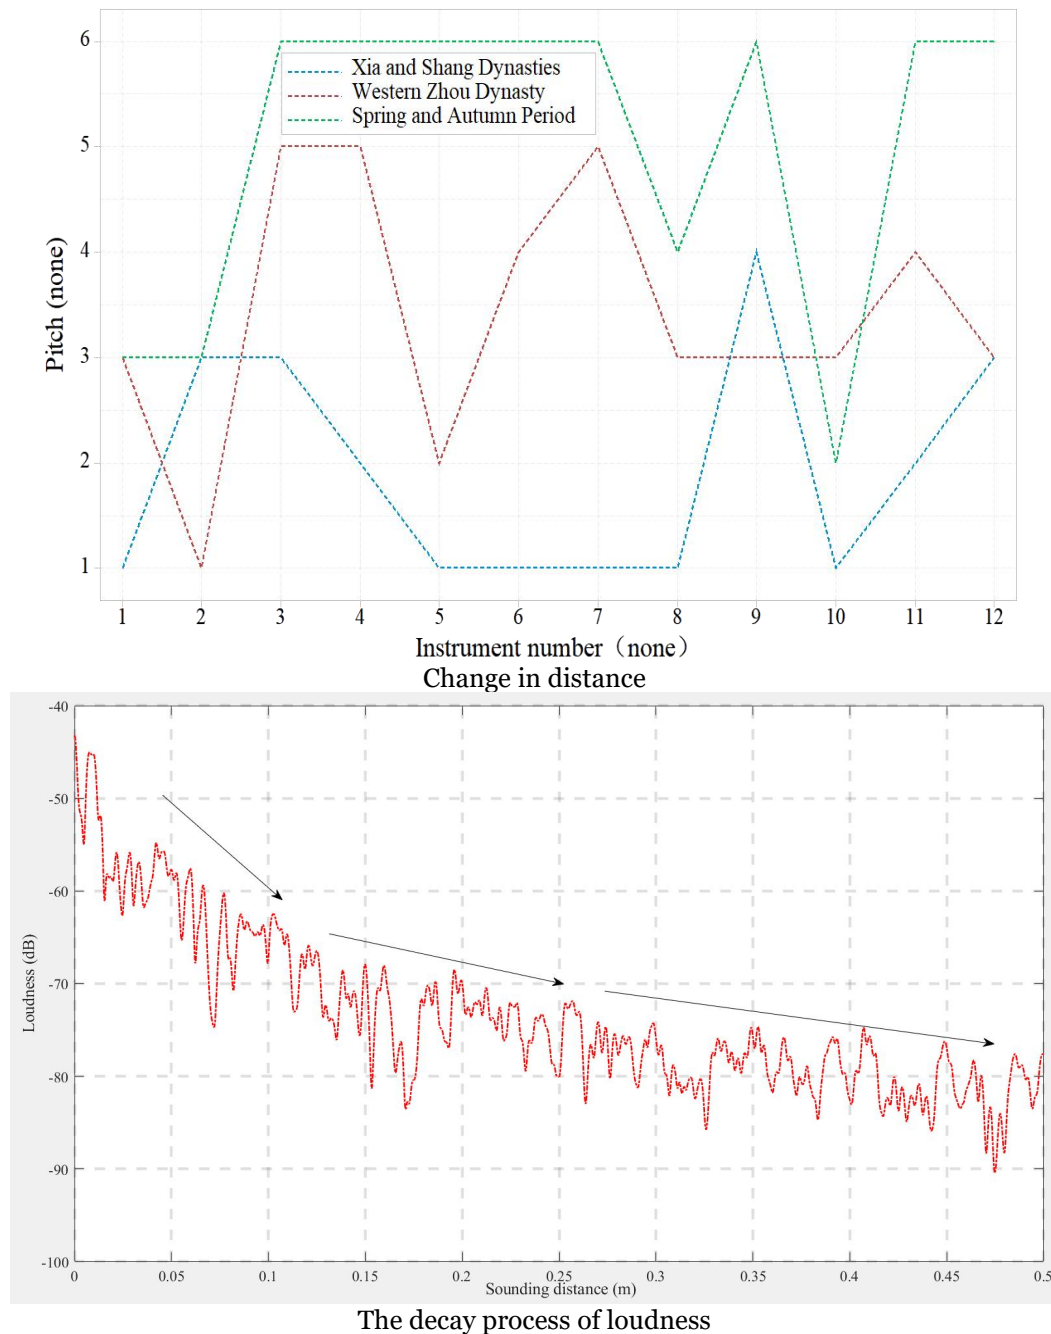 6
Xia and Shang Dynasties
Western Zhou Dynasty
Spring and Autumn Period
5
4
Pitch (none)
3
2
1
1 2 3 4 5 6 7 8 9 10 11 12
Instrument number（none）
Change in distance
-40
-50
-60
-70
Loudness (dB)
-80
-90
-100
0 0.05 0.1 0.15 0.2 0.25 0.3 0.35 0.4 0.45 0.5
Sounding distance (m)
The decay process of loudness